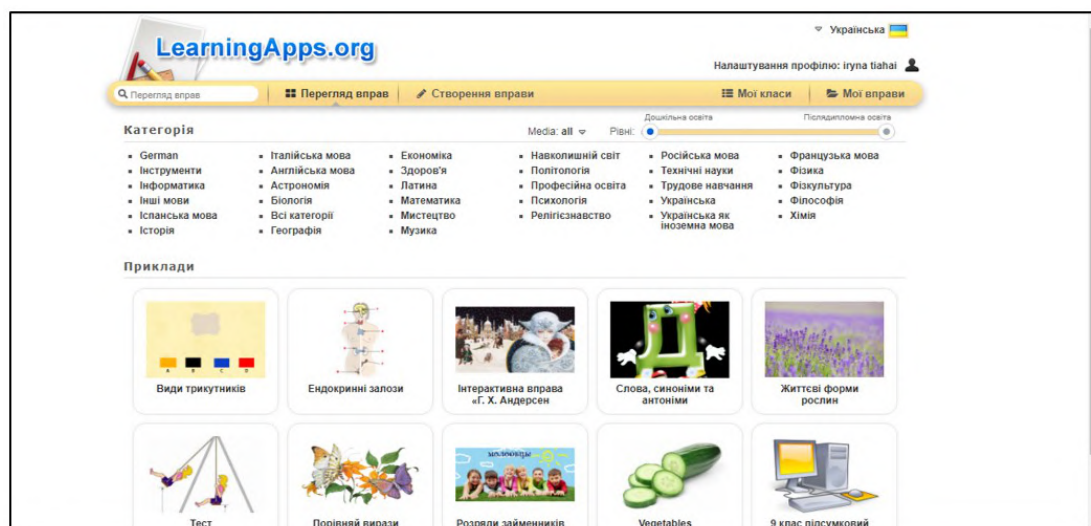 Українська
LearningApps.org
Налаштування профілю: iryna tiahai
Перегляд вправ
Перегляд вправ
Створення вправи
Мої класи
Мої вправи
Категорія
Media: all
Рівні:
Дошкільна освіта
Післядипломна освіта
German
Інструменти
Інформатика
Інші мови
Іспанська мова
Історія
Італійська мова
Англійська мова
Астрономія
Біологія
Всі категорії
Географія
Економіка
Здоров'я
Латина
Математика
Мистецтво
Музика
Навколишній світ
Політологія
Професійна освіта
Психологія
Релігієзнавство
Російська мова
Технічні науки
Трудове навчання
Українська
Українська як
іноземна мова
Французька мова
Фізика
Фізкультура
Філософія
Хімія
Приклади
A B C D
Види трикутників
Ендокринні залози
Інтерактивна вправа
«Г. Х. Андерсен
Д
Слова, синоніми та
антоніми
Життєві форми
рослин
Тест
Порівняй вирази
Розряди займенників
Vegetables
9 клас підсумковий